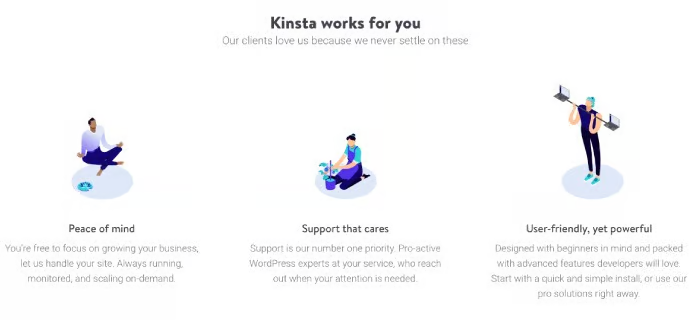 Kinsta works for you
Our clients love us because we never settle on these
Peace of mind
You're free to focus on growing your business,
let us handle your site. Always running,
monitored, and scaling on-demand.
Support that cares
Support is our number one priority. Pro-active
WordPress experts at your service, who reach
out when your attention is needed.
User-friendly, yet powerful
Designed with beginners in mind and packed
with advanced features developers will love.
Start with a quick and simple install, or use our
pro solutions right away.